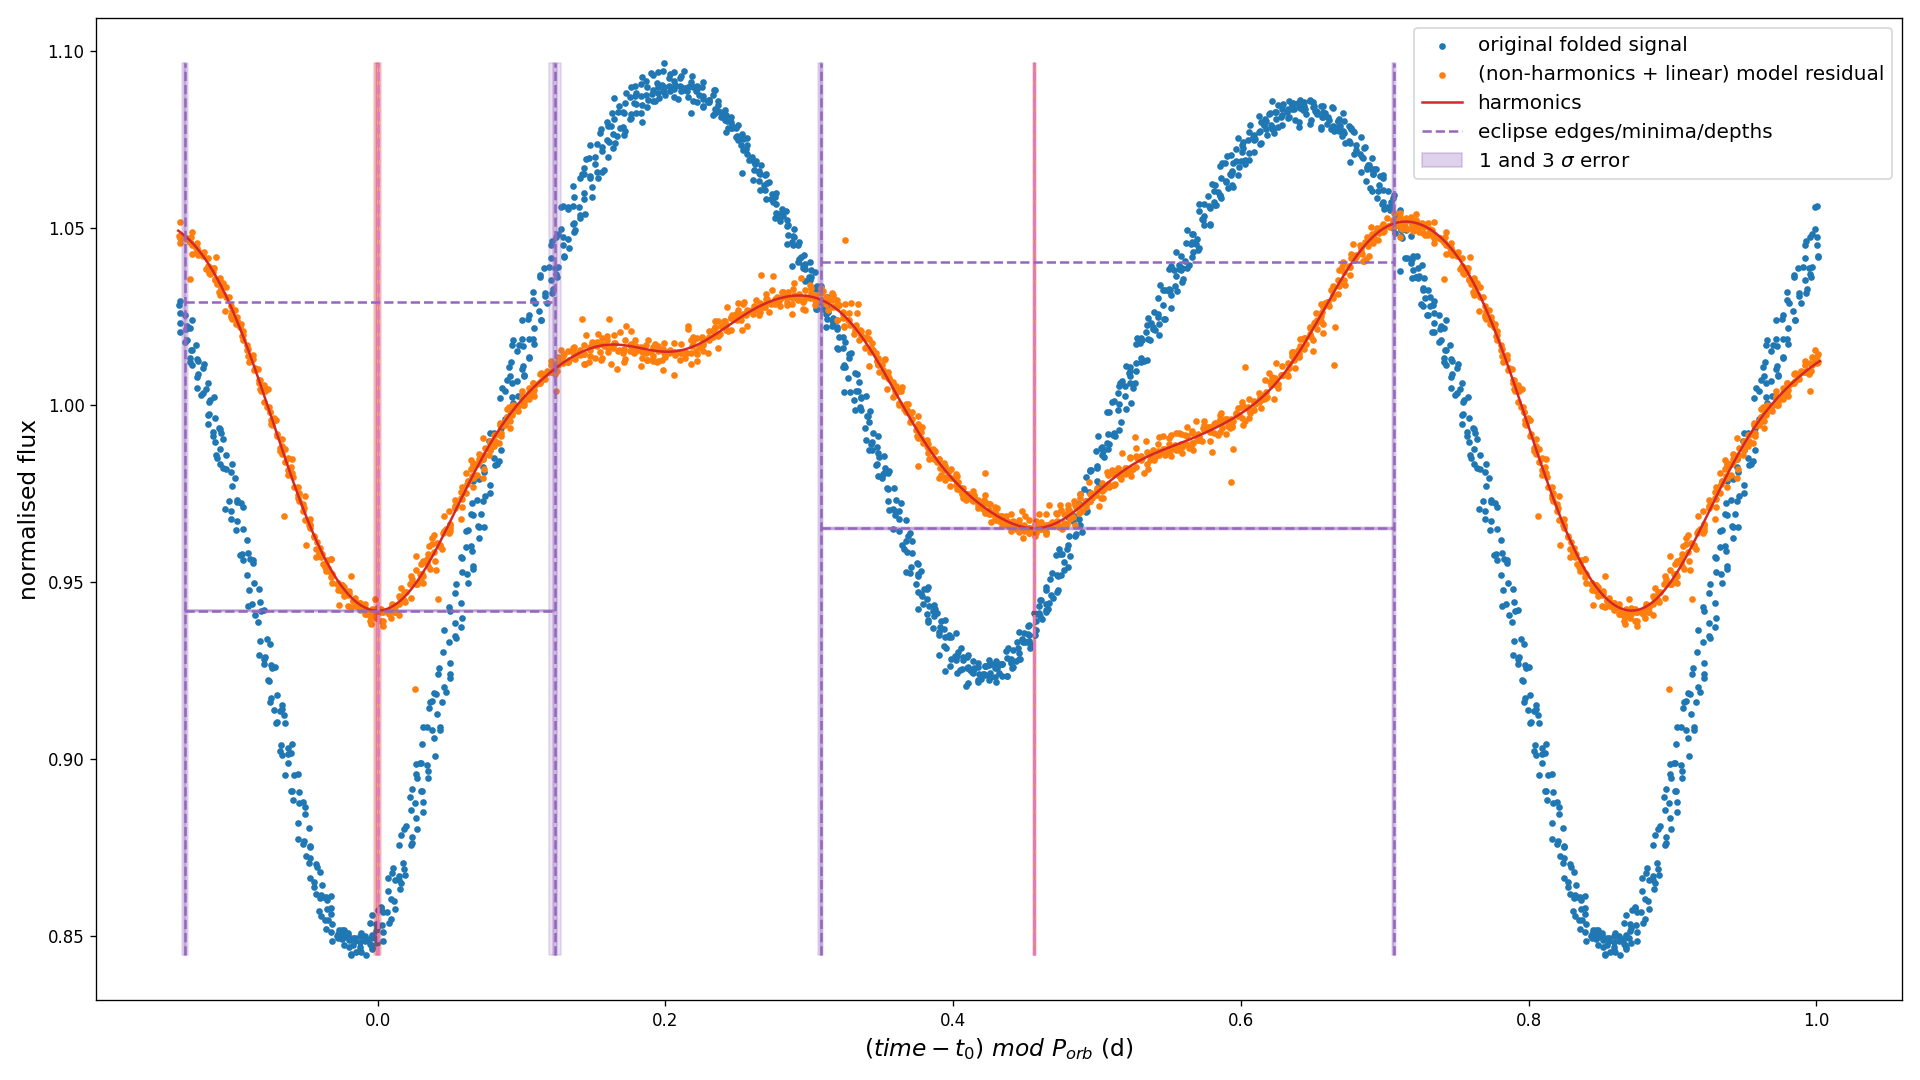 original folded signal
(non-harmonics + linear) model residual
harmonics
eclipse edges/minima/depths
1 and 3 σ error
normalised flux
1.10
1.05
1.00
0.95
0.90
0.85
0.0 0.2 0.4 0.6 0.8 1.0
(time − t₀) mod P_orb (d)